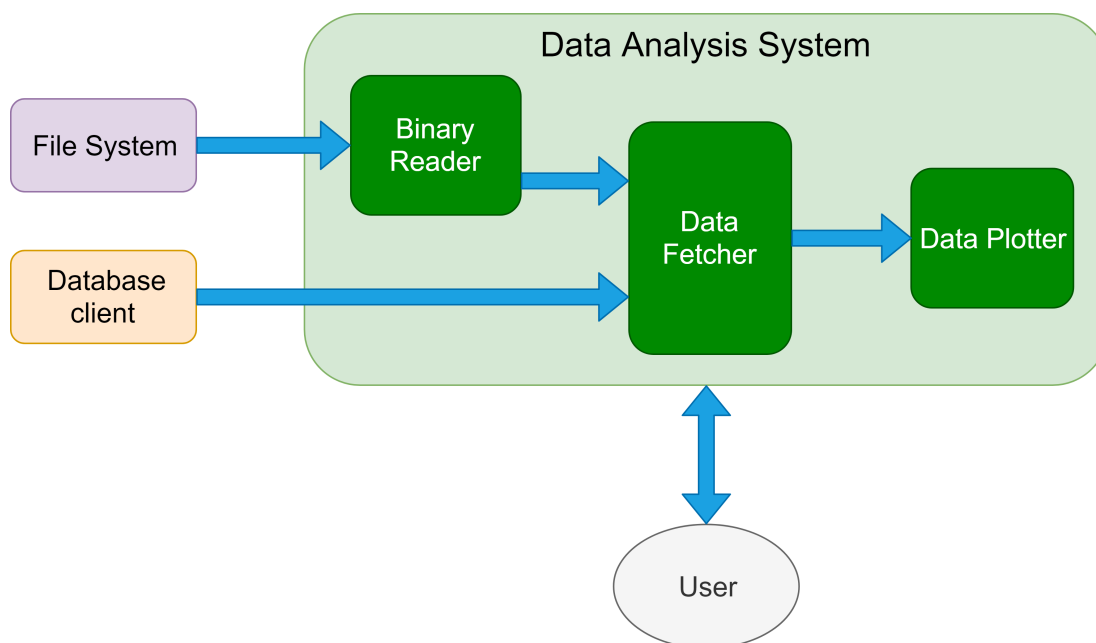 Data Analysis System
File System
Binary
Reader
Data
Fetcher
Data Plotter
Database
client
User